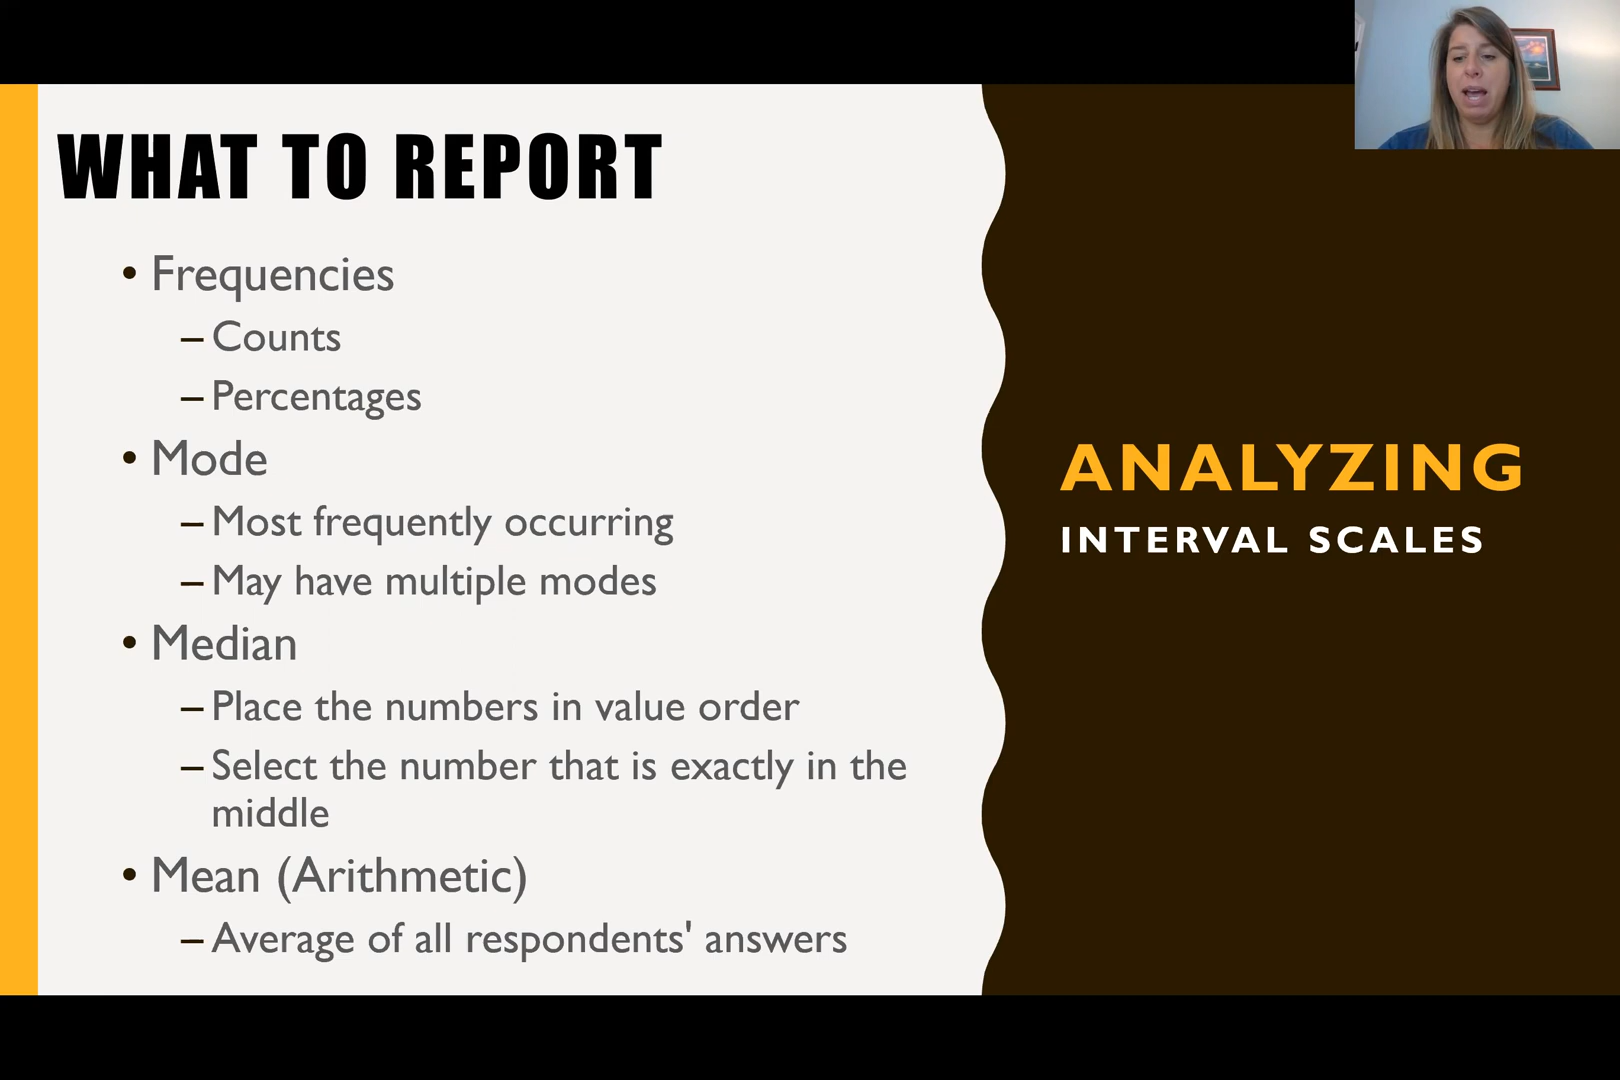 WHAT TO REPORT
• Frequencies
– Counts
– Percentages
• Mode
– Most frequently occurring
– May have multiple modes
• Median
– Place the numbers in value order
– Select the number that is exactly in the
middle
• Mean (Arithmetic)
– Average of all respondents' answers
ANALYZING
INTERVAL SCALES